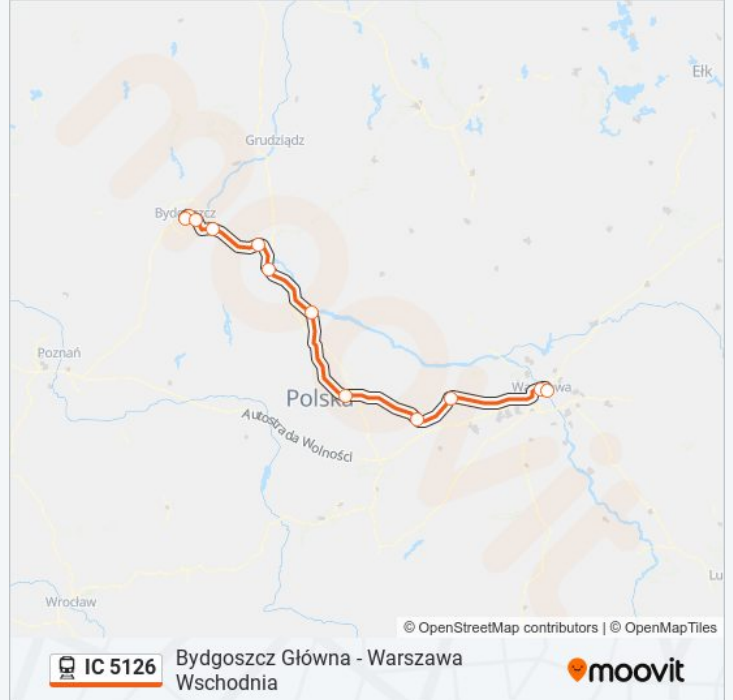 Ełk
Grudziądz
Bydgoszcz
Poznań
Warszawa
Polska
Autostrada Wolności
Wrocław
Lu
© OpenStreetMap contributors | © OpenMapTiles
IC 5126
Bydgoszcz Główna - Warszawa
Wschodnia
moovit
moovit